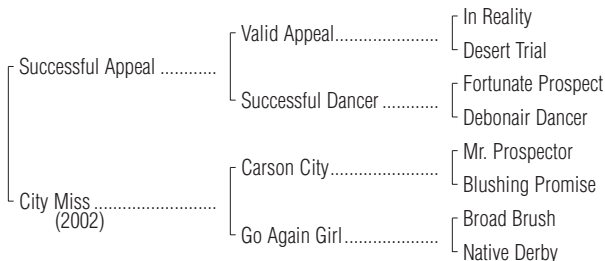 In Reality
Valid Appeal....................
Desert Trial
Successful Appeal ............
Fortunate Prospect
Successful Dancer ............
Debonair Dancer
Mr. Prospector
Carson City.....................
Blushing Promise
City Miss ..........................
(2002)
Broad Brush
Go Again Girl..................
Native Derby